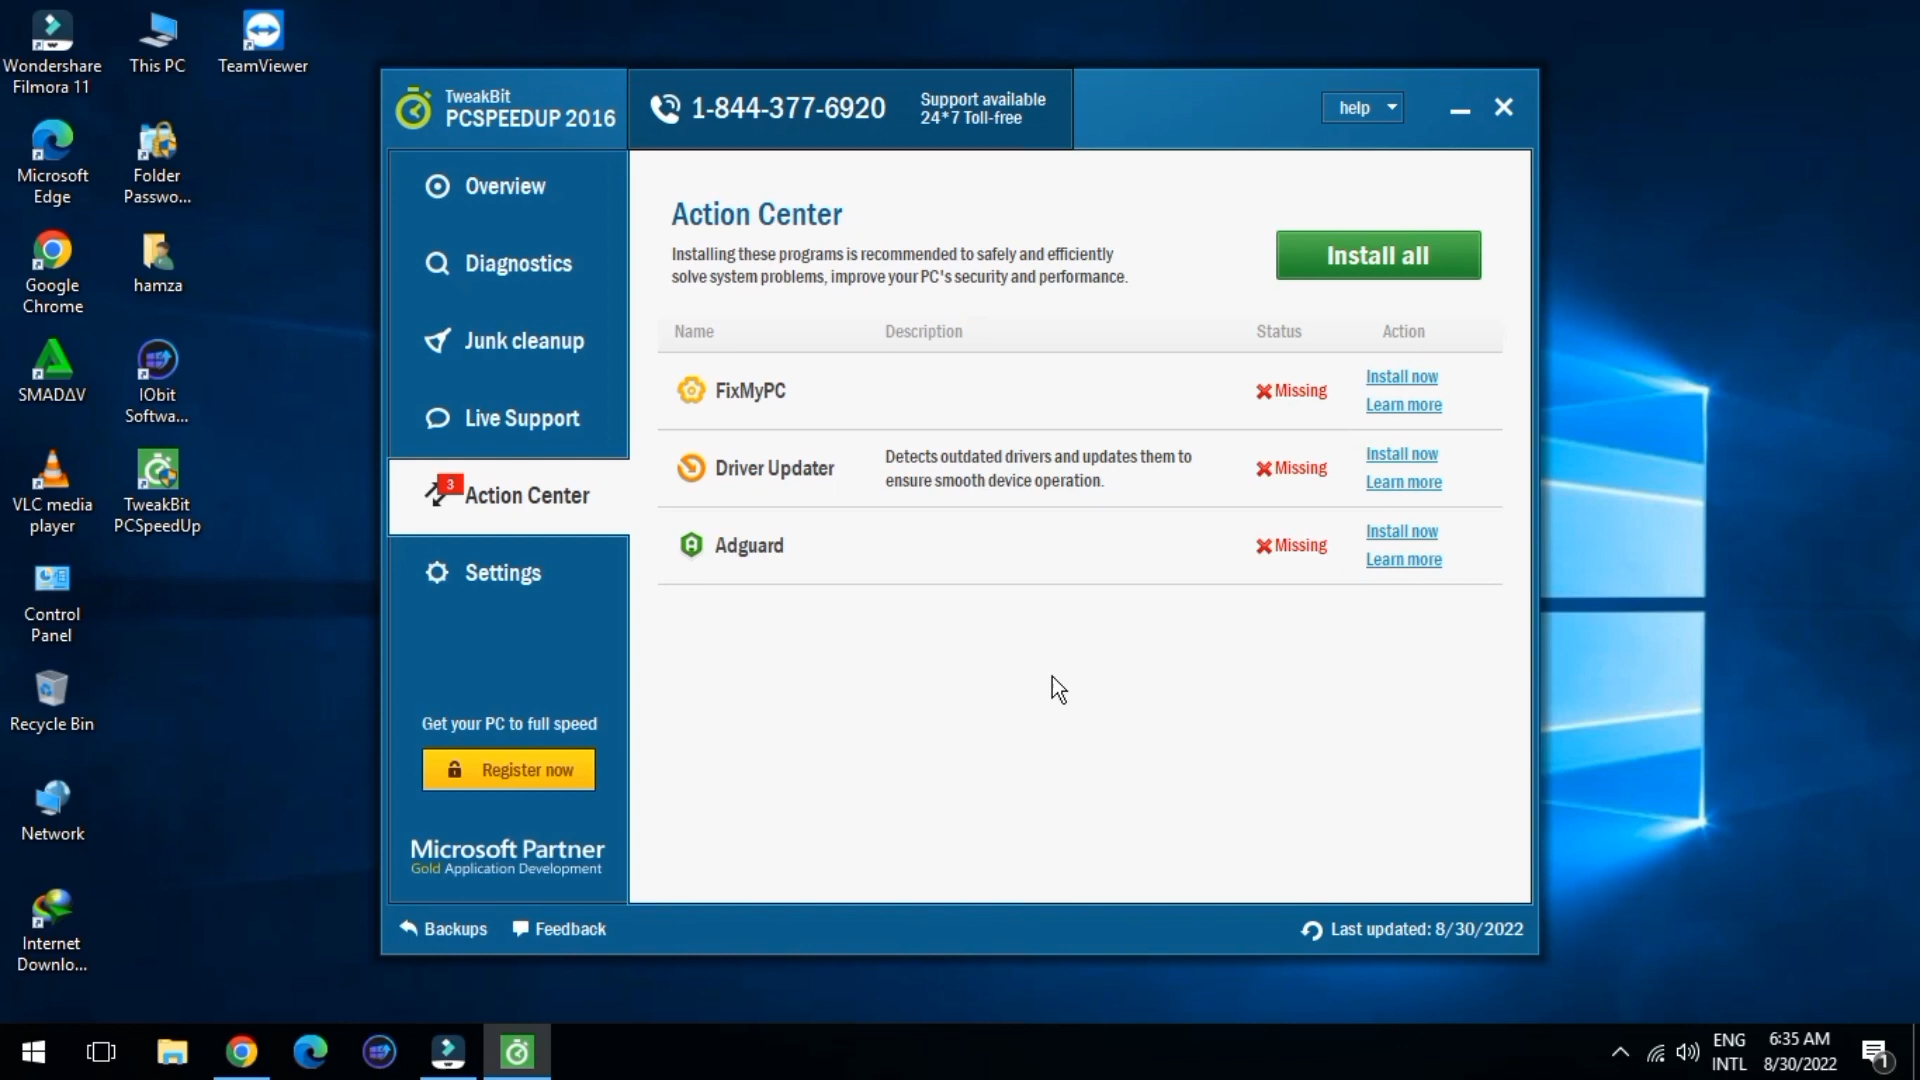 Wondershare
Filmora 11
This PC
TeamViewer
Microsoft
Edge
Folder
Passwo...
Google
Chrome
hamza
SMADΔV
IObit
Softwa...
VLC media
player
TweakBit
PCSpeedUp
Control
Panel
Recycle Bin
Network
Internet
Downlo...
TweakBit
PCSPEEDUP 2016
1-844-377-6920
Support available
24*7 Toll-free
help
Overview
Diagnostics
Junk cleanup
Live Support
3
Action Center
Settings
Get your PC to full speed
Register now
Microsoft Partner
Gold Application Development
Action Center
Installing these programs is recommended to safely and efficiently
solve system problems, improve your PC's security and performance.
Install all
Name Description Status Action
FixMyPC
Missing
Install now
Learn more
Driver Updater
Detects outdated drivers and updates them to
ensure smooth device operation.
Missing
Install now
Learn more
Adguard
Missing
Install now
Learn more
Backups
Feedback
Last updated: 8/30/2022
ENG
INTL
6:35 AM
8/30/2022
1